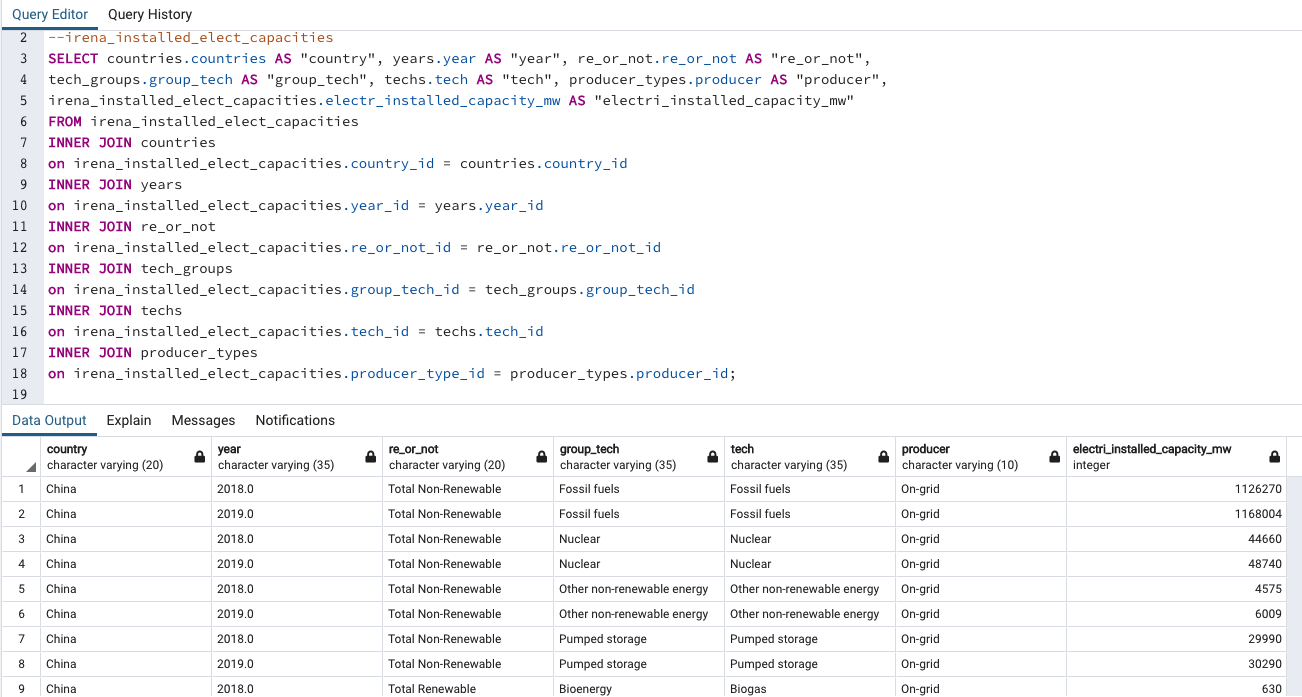 Query Editor Query History
2 --irena_installed_elect_capacities
3 SELECT countries.countries AS "country", years.year AS "year", re_or_not.re_or_not AS "re_or_not",
4 tech_groups.group_tech AS "group_tech", techs.tech AS "tech", producer_types.producer AS "producer",
5 irena_installed_elect_capacities.electr_installed_capacity_mw AS "electri_installed_capacity_mw"
6 FROM irena_installed_elect_capacities
7 INNER JOIN countries
8 on irena_installed_elect_capacities.country_id = countries.country_id
9 INNER JOIN years
10 on irena_installed_elect_capacities.year_id = years.year_id
11 INNER JOIN re_or_not
12 on irena_installed_elect_capacities.re_or_not_id = re_or_not.re_or_not_id
13 INNER JOIN tech_groups
14 on irena_installed_elect_capacities.group_tech_id = tech_groups.group_tech_id
15 INNER JOIN techs
16 on irena_installed_elect_capacities.tech_id = techs.tech_id
17 INNER JOIN producer_types
18 on irena_installed_elect_capacities.producer_type_id = producer_types.producer_id;
19
Data Output Explain Messages Notifications
country year re_or_not group_tech tech producer electri_installed_capacity_mw
character varying (20) character varying (35) character varying (20) character varying (35) character varying (35) character varying (10) integer
1 China 2018.0 Total Non-Renewable Fossil fuels Fossil fuels On-grid 1126270
2 China 2019.0 Total Non-Renewable Fossil fuels Fossil fuels On-grid 1168004
3 China 2018.0 Total Non-Renewable Nuclear Nuclear On-grid 44660
4 China 2019.0 Total Non-Renewable Nuclear Nuclear On-grid 48740
5 China 2018.0 Total Non-Renewable Other non-renewable energy Other non-renewable energy On-grid 4575
6 China 2019.0 Total Non-Renewable Other non-renewable energy Other non-renewable energy On-grid 6009
7 China 2018.0 Total Non-Renewable Pumped storage Pumped storage On-grid 29990
8 China 2019.0 Total Non-Renewable Pumped storage Pumped storage On-grid 30290
9 China 2018.0 Total Renewable Bioenergy Biogas On-grid 630